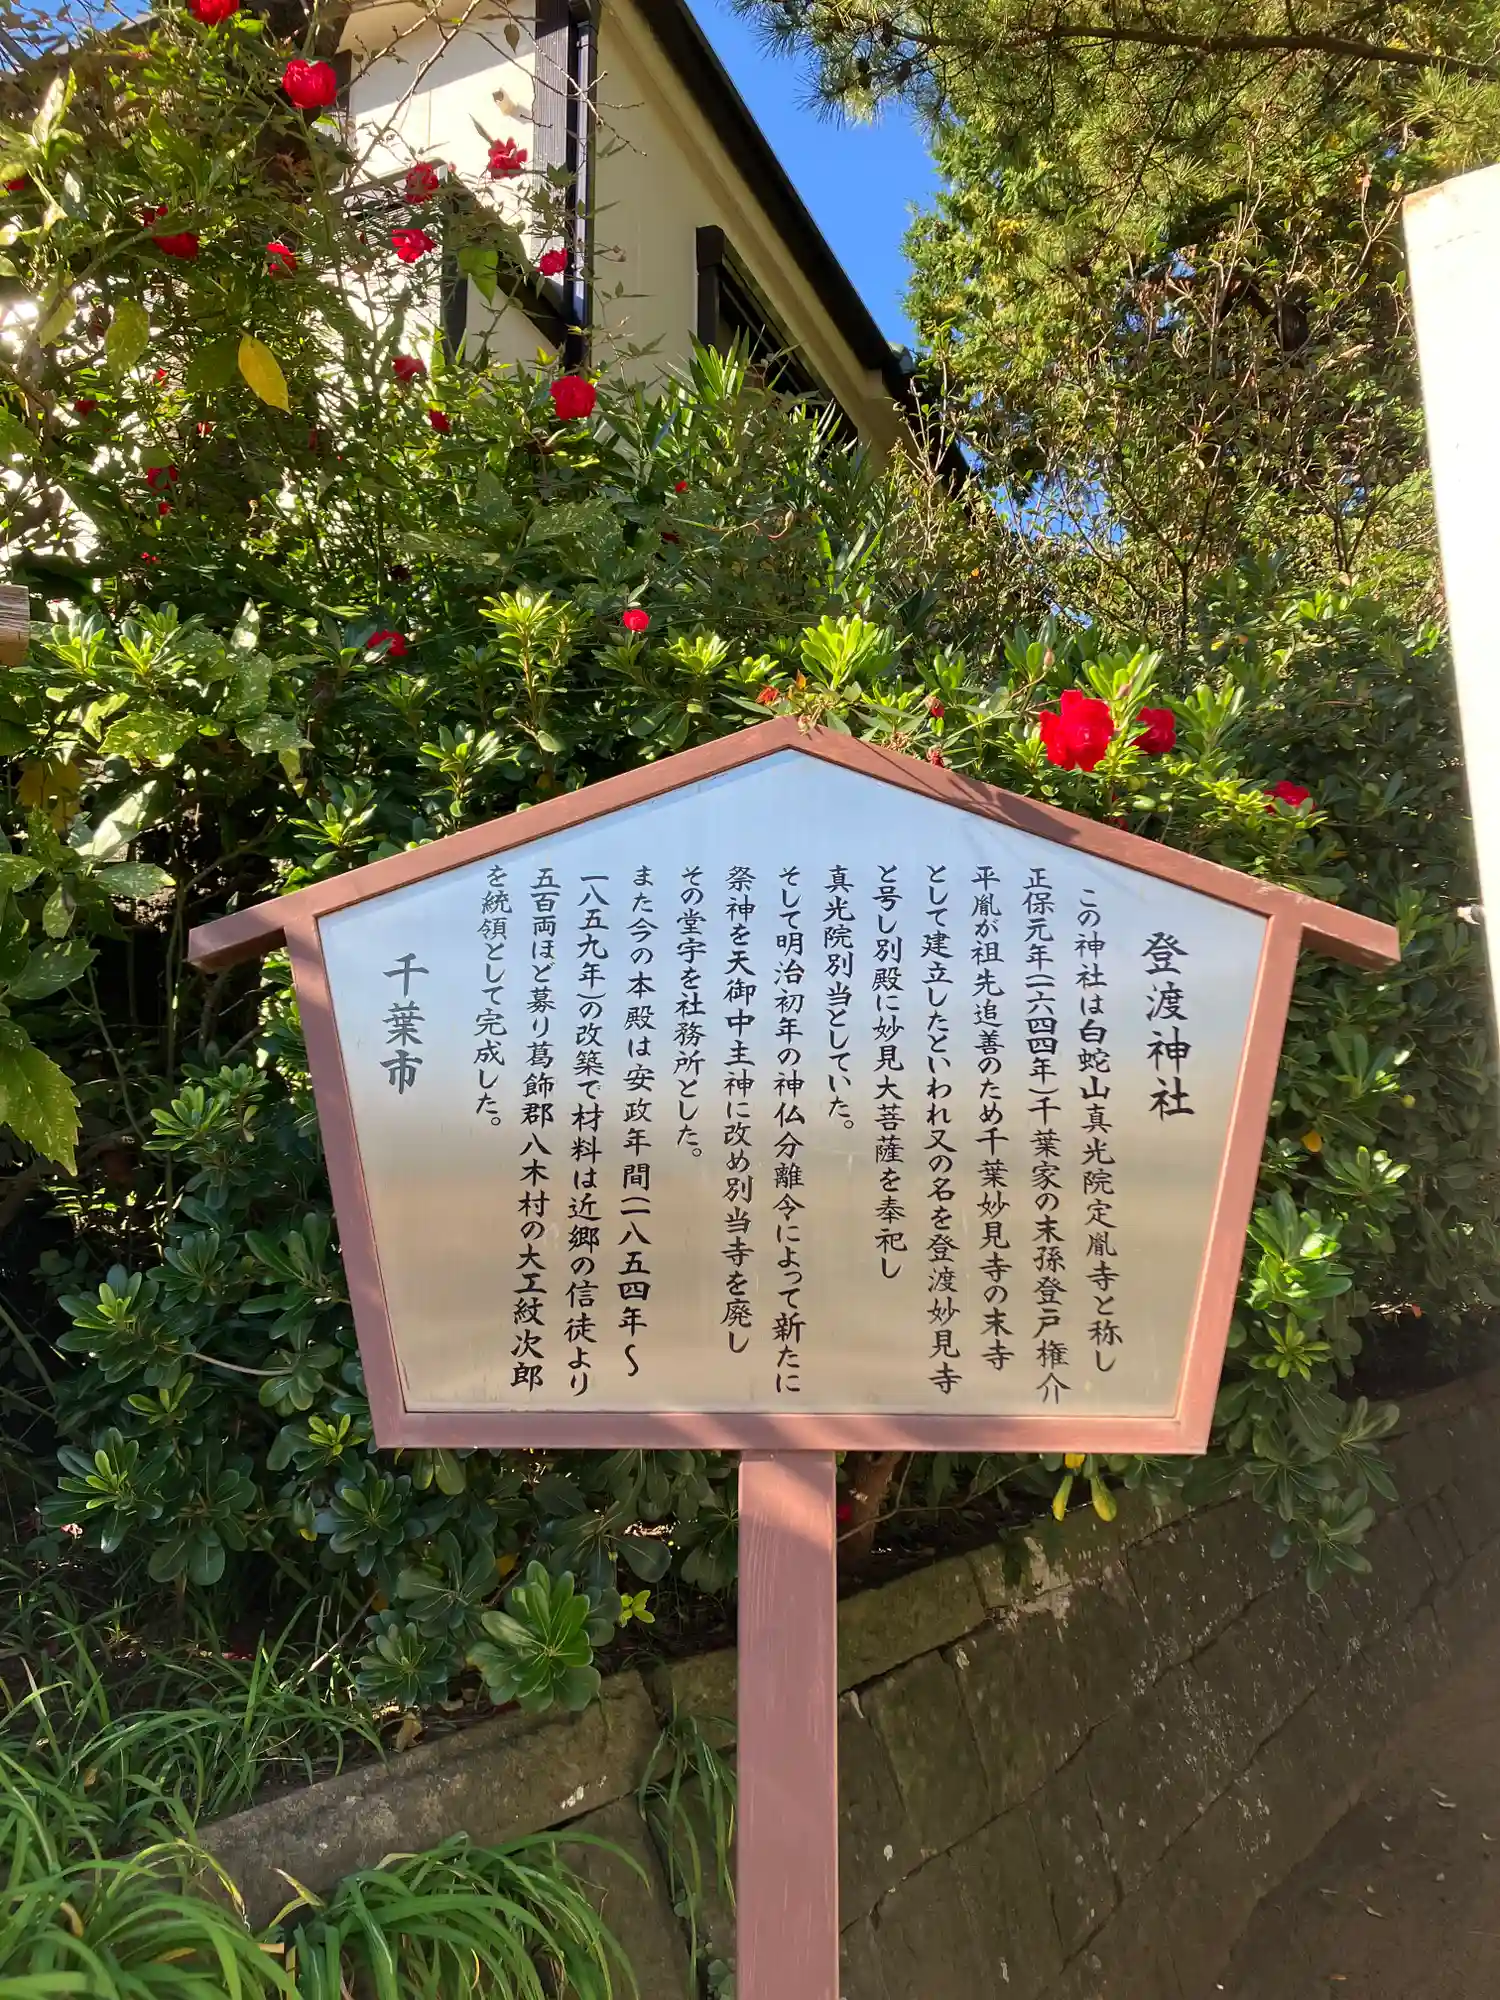 登渡神社
この神社は白蛇山真光院定胤寺と称し
正保元年(一六四四年)千葉家の末孫登戸権介
平胤が祖先追善のため千葉妙見寺の末寺
として建立したといわれ又の名を登渡妙見寺
と号し別殿に妙見大菩薩を奉祀し
真光院別当としていた。
そして明治初年の神仏分離令によって新たに
祭神を天御中主神に改め別当寺を廃し
その堂宇を社務所とした。
また今の本殿は安政年間(一八五四年〜
一八五九年)の改築で材料は近郷の信徒より
五百両ほど募り葛飾郡八木村の大工紋次郎
を統領として完成した。
千葉市